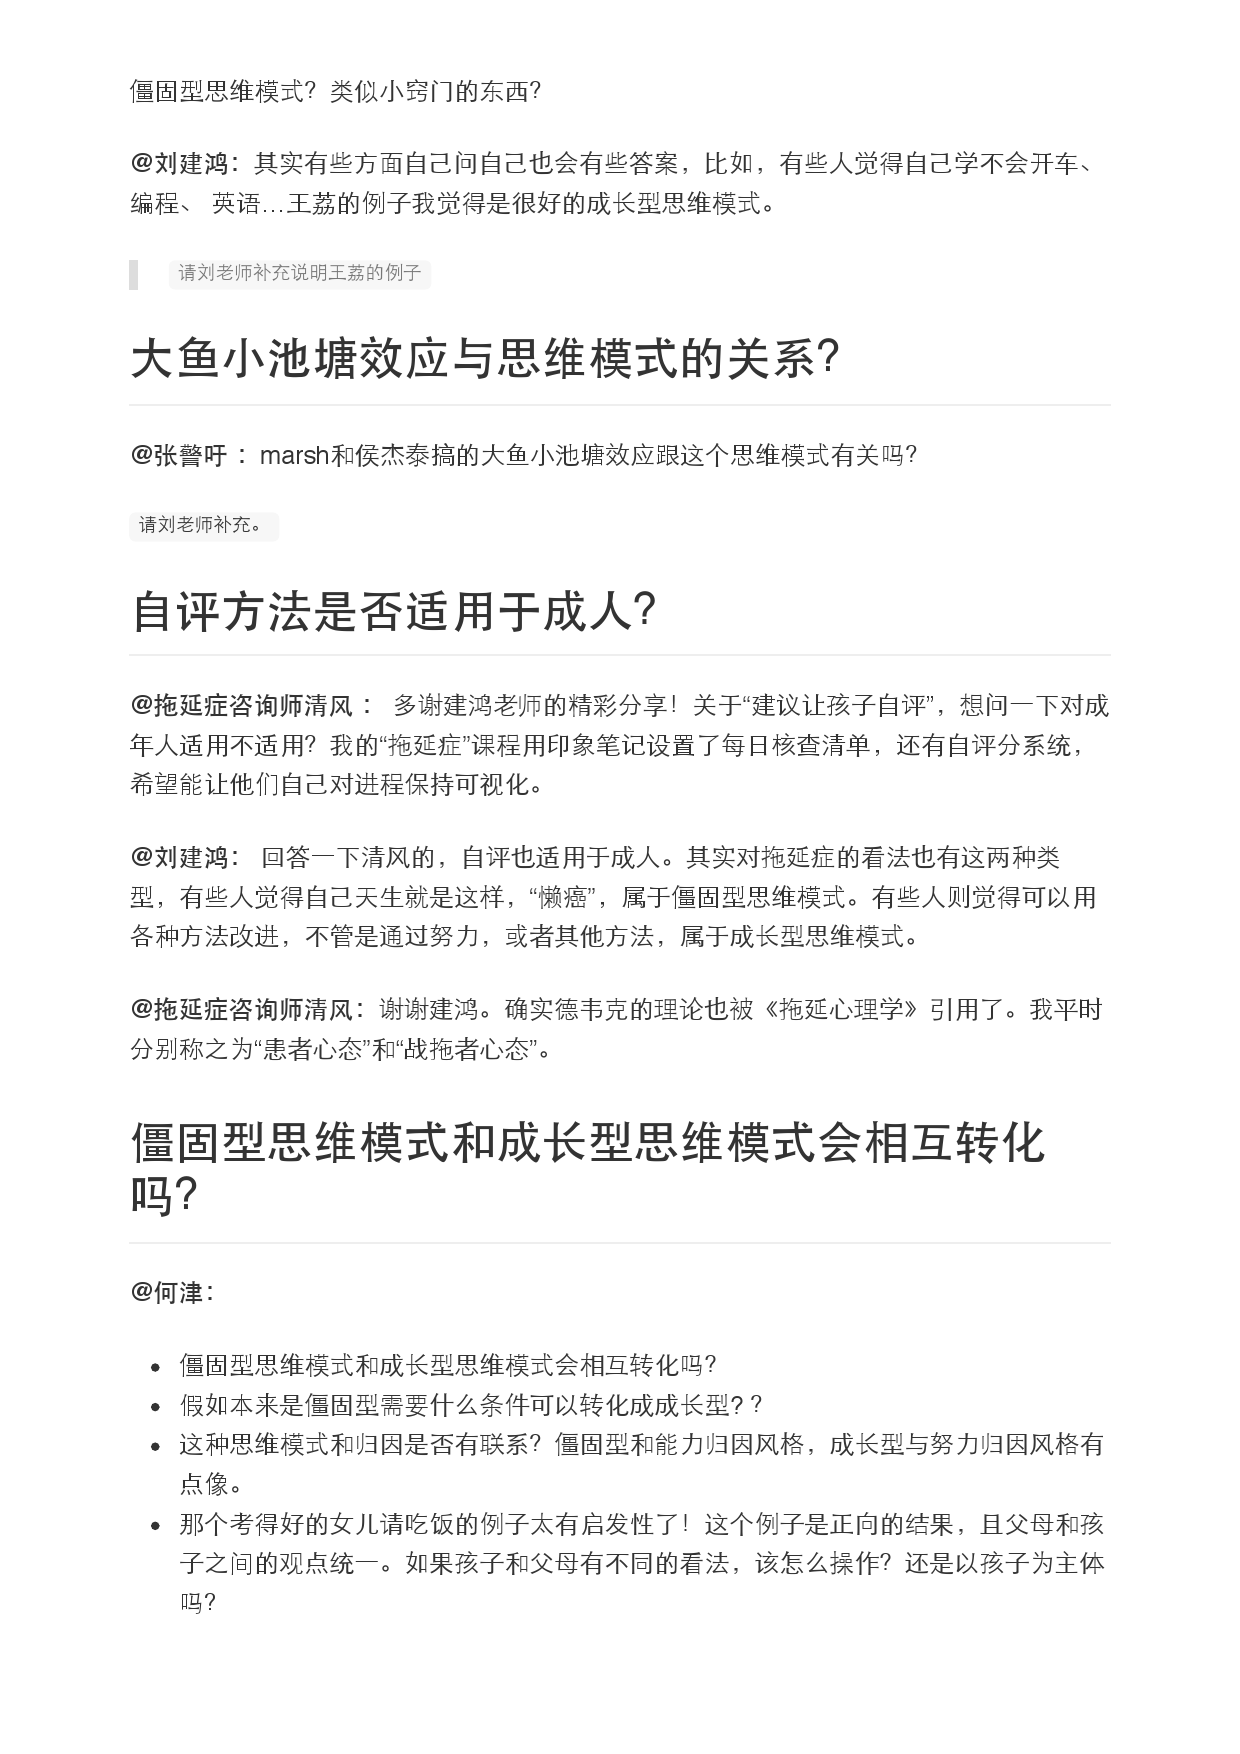 僵固型思维模式？类似小窍门的东西？
@刘建鸿：其实有些方面自己问自己也会有些答案，比如，有些人觉得自己学不会开车、
编程、 英语…王荔的例子我觉得是很好的成长型思维模式。
请刘老师补充说明王荔的例子
大鱼小池塘效应与思维模式的关系？
@张警吁 ： marsh和侯杰泰搞的大鱼小池塘效应跟这个思维模式有关吗？
请刘老师补充。
自评方法是否适用于成人？
@拖延症咨询师清风 ： 多谢建鸿老师的精彩分享！关于“建议让孩子自评”，想问一下对成
年人适用不适用？我的“拖延症”课程用印象笔记设置了每日核查清单，还有自评分系统，
希望能让他们自己对进程保持可视化。
@刘建鸿： 回答一下清风的，自评也适用于成人。其实对拖延症的看法也有这两种类
型，有些人觉得自己天生就是这样，“懒癌”，属于僵固型思维模式。有些人则觉得可以用
各种方法改进，不管是通过努力，或者其他方法，属于成长型思维模式。
@拖延症咨询师清风：谢谢建鸿。确实德韦克的理论也被《拖延心理学》引用了。我平时
分别称之为“患者心态”和“战拖者心态”。
僵固型思维模式和成长型思维模式会相互转化
吗？
@何津：
• 僵固型思维模式和成长型思维模式会相互转化吗？
• 假如本来是僵固型需要什么条件可以转化成成长型? ？
• 这种思维模式和归因是否有联系？僵固型和能力归因风格，成长型与努力归因风格有
点像。
• 那个考得好的女儿请吃饭的例子太有启发性了！这个例子是正向的结果，且父母和孩
子之间的观点统一。如果孩子和父母有不同的看法，该怎么操作？还是以孩子为主体
吗？